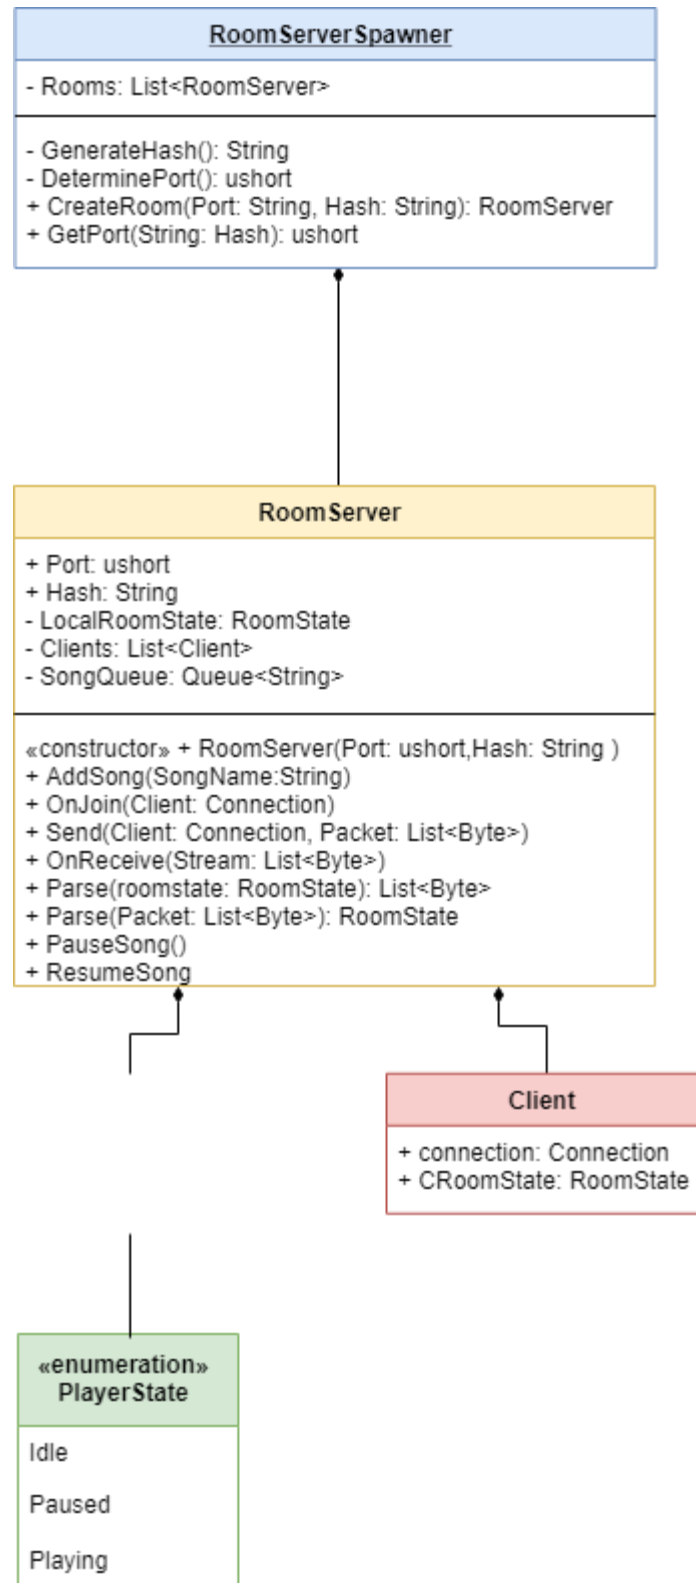 RoomServerSpawner
- Rooms: List<RoomServer>
- GenerateHash(): String
- DeterminePort(): ushort
+ CreateRoom(Port: String, Hash: String): RoomServer
+ GetPort(String: Hash): ushort
RoomServer
+ Port: ushort
+ Hash: String
- LocalRoomState: RoomState
- Clients: List<Client>
- SongQueue: Queue<String>
«constructor» + RoomServer(Port: ushort,Hash: String )
+ AddSong(SongName:String)
+ OnJoin(Client: Connection)
+ Send(Client: Connection, Packet: List<Byte>)
+ OnReceive(Stream: List<Byte>)
+ Parse(roomstate: RoomState): List<Byte>
+ Parse(Packet: List<Byte>): RoomState
+ PauseSong()
+ ResumeSong
Client
+ connection: Connection
+ CRoomState: RoomState
«enumeration»
PlayerState
Idle
Paused
Playing